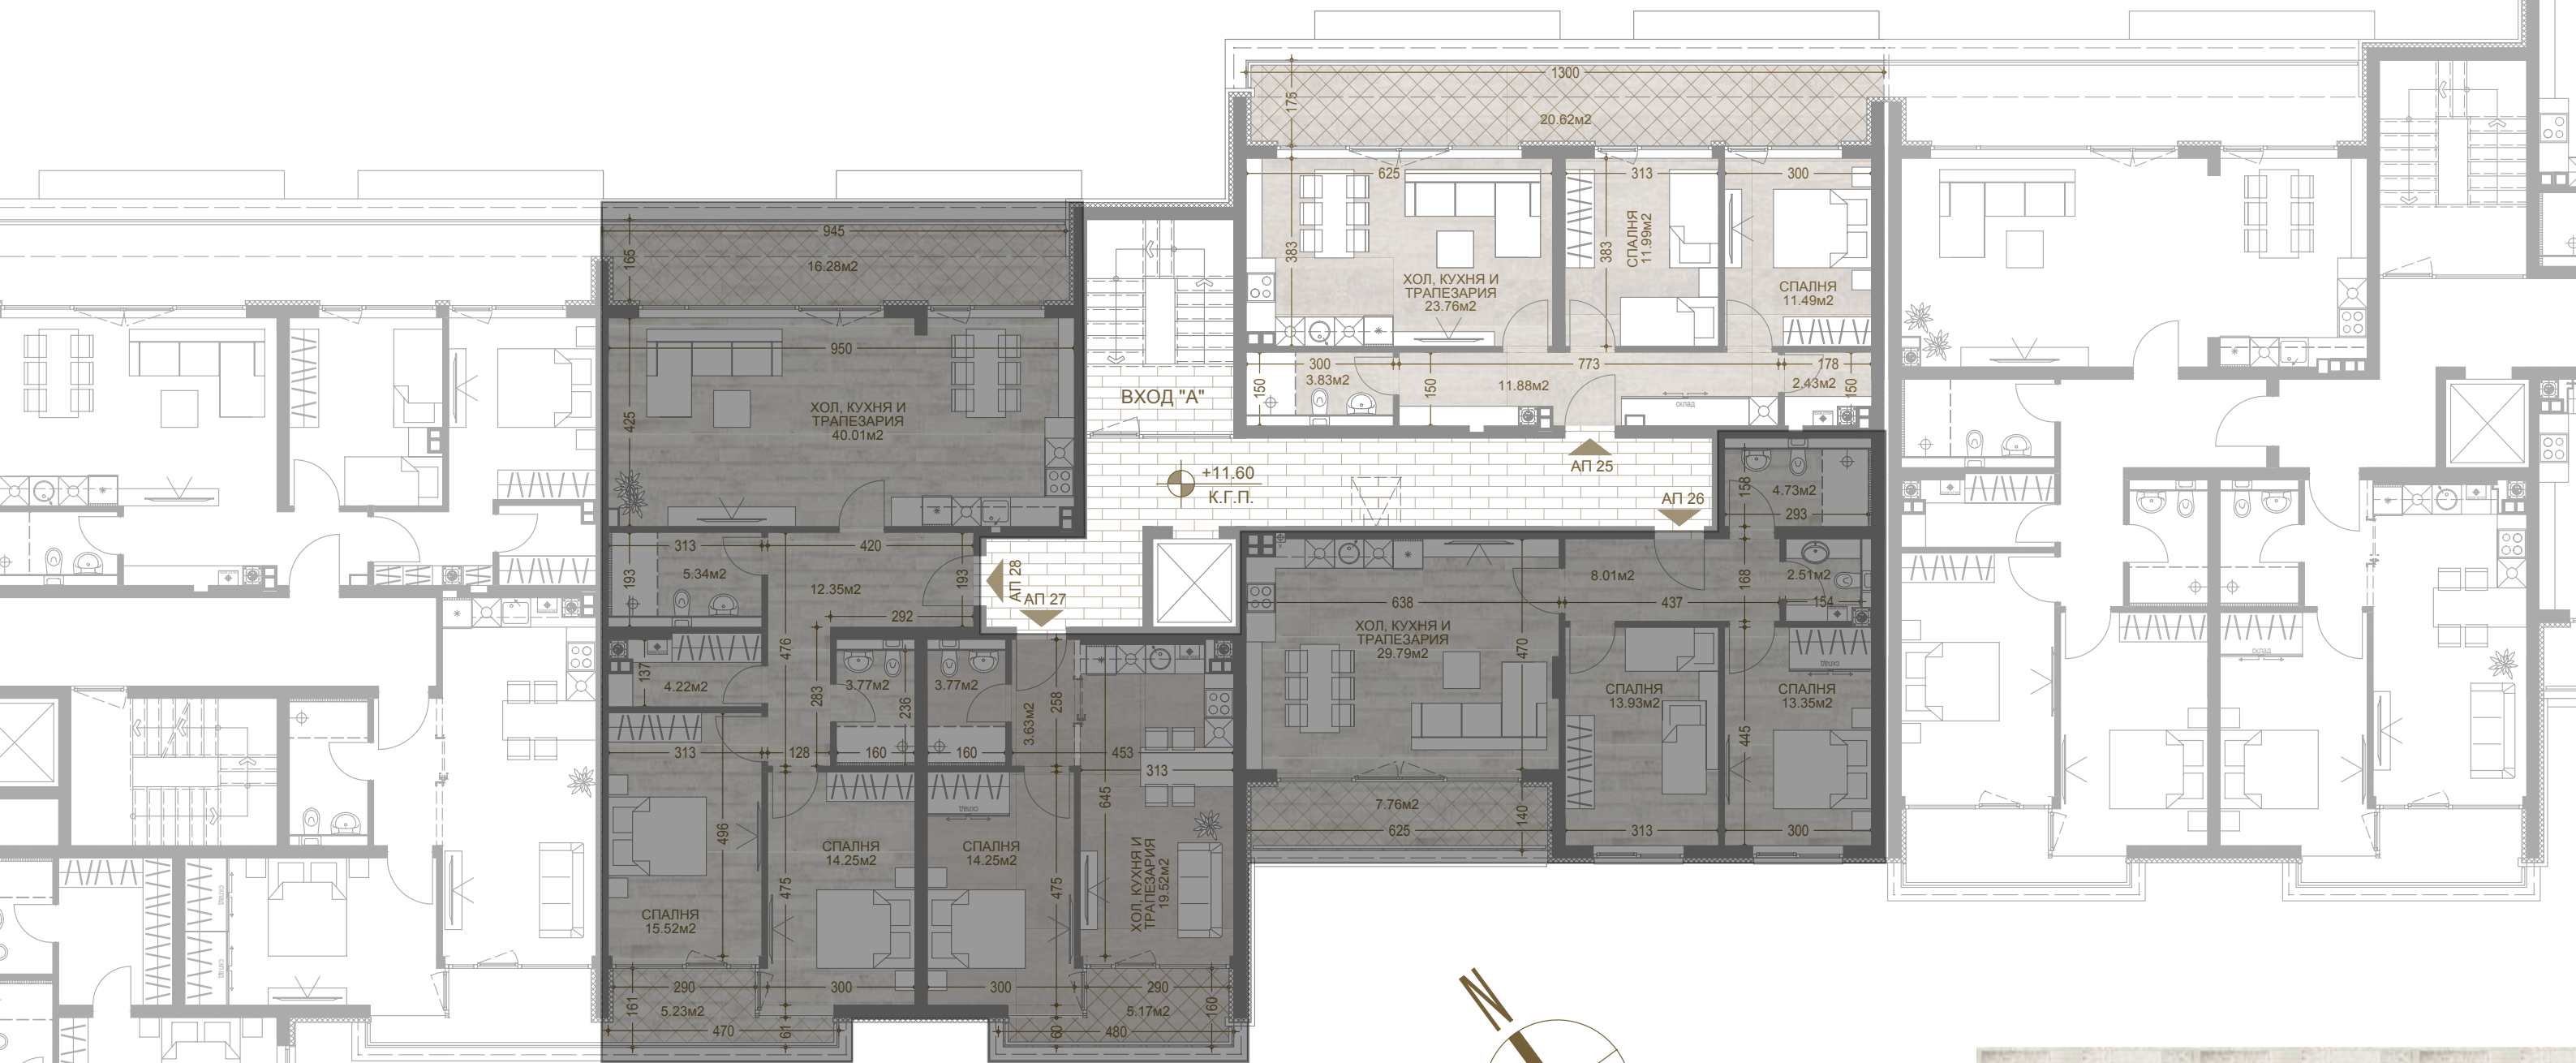 1300
175
20.62м2
625
313
300
383
ХОЛ, КУХНЯ И
ТРАПЕЗАРИЯ
23.76м2
383
СПАЛНЯ
11.99м2
СПАЛНЯ
11.49м2
300
773
178
150
3.83м2
150
11.88м2
2.43м2
150
склад
945
165
16.28м2
950
425
ХОЛ, КУХНЯ И
ТРАПЕЗАРИЯ
40.01м2
ВХОД "А"
+11.60
К.Г.П.
АП 25
АП 26
АП 27
АП 28
158
4.73м2
293
313
420
193
5.34м2
12.35м2
193
292
476
137
4.22м2
283
3.77м2
236
3.77м2
3.63м2
258
313
128
160
160
453
313
645
496
СПАЛНЯ
15.52м2
СПАЛНЯ
14.25м2
475
СПАЛНЯ
14.25м2
475
ХОЛ, КУХНЯ И
ТРАПЕЗАРИЯ
19.52м2
склад
161
290
5.23м2
470
300
61
300
290
5.17м2
480
60
160
8.01м2
168
2.51м2
638
437
154
ХОЛ, КУХНЯ И
ТРАПЕЗАРИЯ
29.79м2
470
СПАЛНЯ
13.93м2
СПАЛНЯ
13.35м2
склад
445
7.76м2
625
140
313
300
склад
склад
склад
N